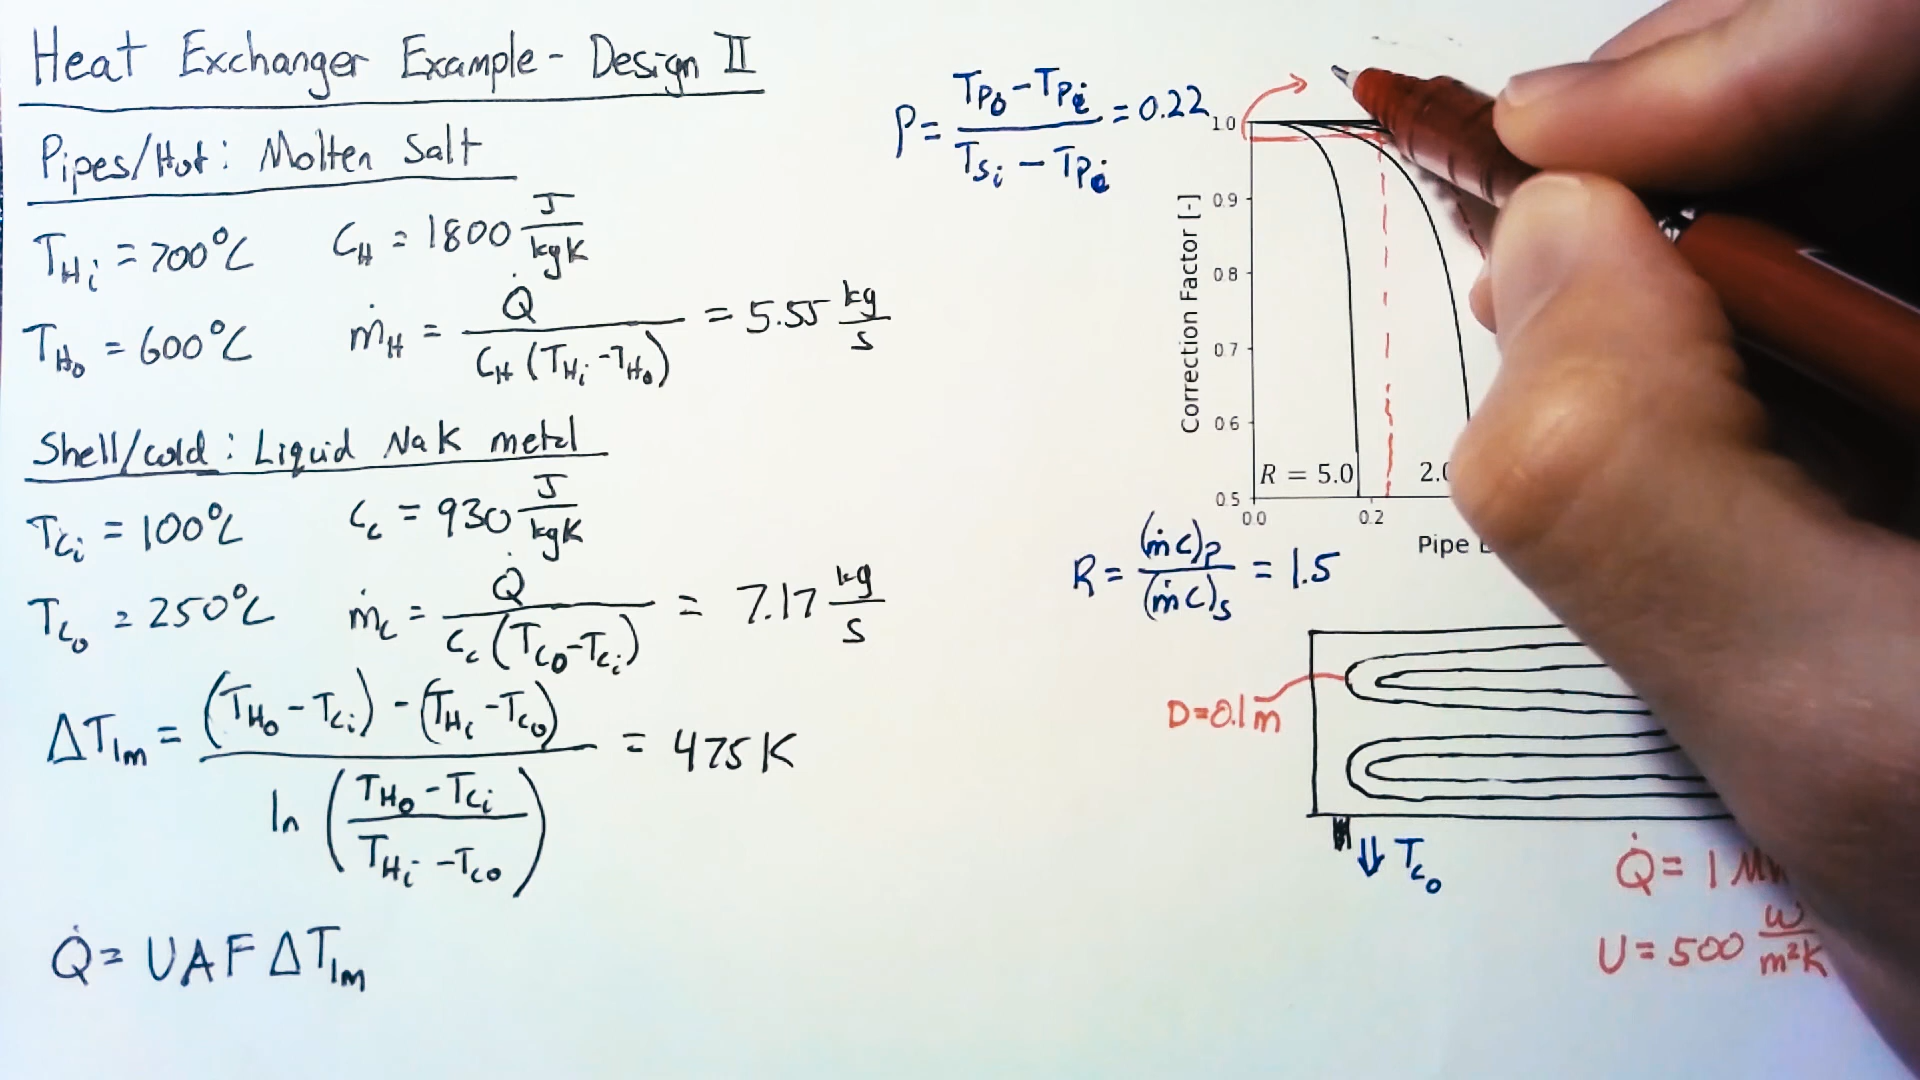 Heat Exchanger Example - Design II
Pipes/Hot: Molten Salt
T_Hi = 700°C   C_H = 1800 J/kgK
T_Ho = 600°C   ṁ_H = Q̇ / (C_H (T_Hi - T_Ho)) = 5.55 kg/s
Shell/cold: Liquid NaK metal
T_Ci = 100°C   C_c = 930 J/kgK
T_Co = 250°C   ṁ_c = Q̇ / (C_c (T_Co - T_Ci)) = 7.17 kg/s
ΔT_lm = ((T_Ho - T_Ci) - (T_Hi - T_Co)) / ln((T_Ho - T_Ci) / (T_Hi - T_Co)) = 475 K
Q̇ = U A F ΔT_lm
P = (T_Po - T_Pi) / (T_Si - T_Pi) = 0.22
1.0
0.9
0.8
0.7
0.6
0.5
Correction Factor [-]
R = 5.0
0.0 0.2
Pipe
R = (ṁc)_P / (ṁc)_S = 1.5
D=0.1m
⇓ T_Co
Q̇ = 1
U = 500 W/m²K